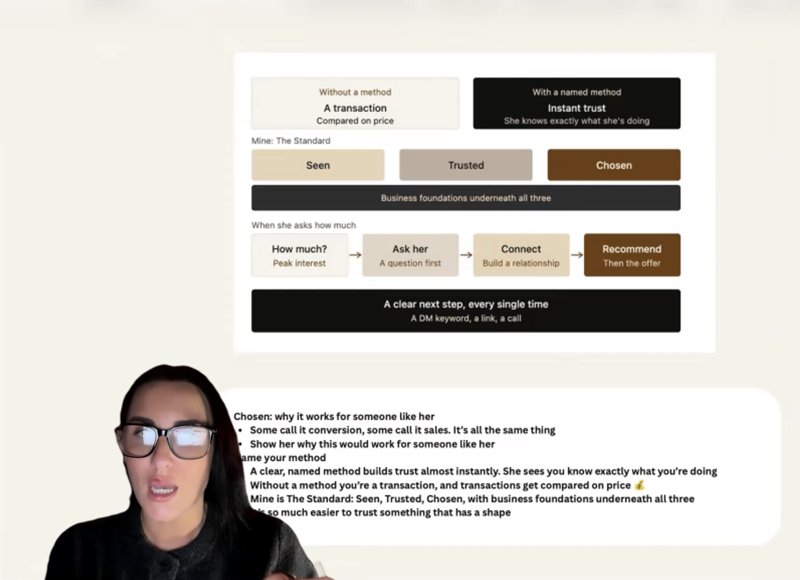 Without a method
A transaction
Compared on price
With a named method
Instant trust
She knows exactly what she's doing
Mine: The Standard
Seen
Trusted
Chosen
Business foundations underneath all three
When she asks how much
How much?
Peak interest
Ask her
A question first
Connect
Build a relationship
Recommend
Then the offer
A clear next step, every single time
A DM keyword, a link, a call
Chosen: why it works for someone like her
Some call it conversion, some call it sales. It's all the same thing
Show her why this would work for someone like her
ame your method
A clear, named method builds trust almost instantly. She sees you know exactly what you're doing
Without a method you're a transaction, and transactions get compared on price 💰
Mine is The Standard: Seen, Trusted, Chosen, with business foundations underneath all three
so much easier to trust something that has a shape